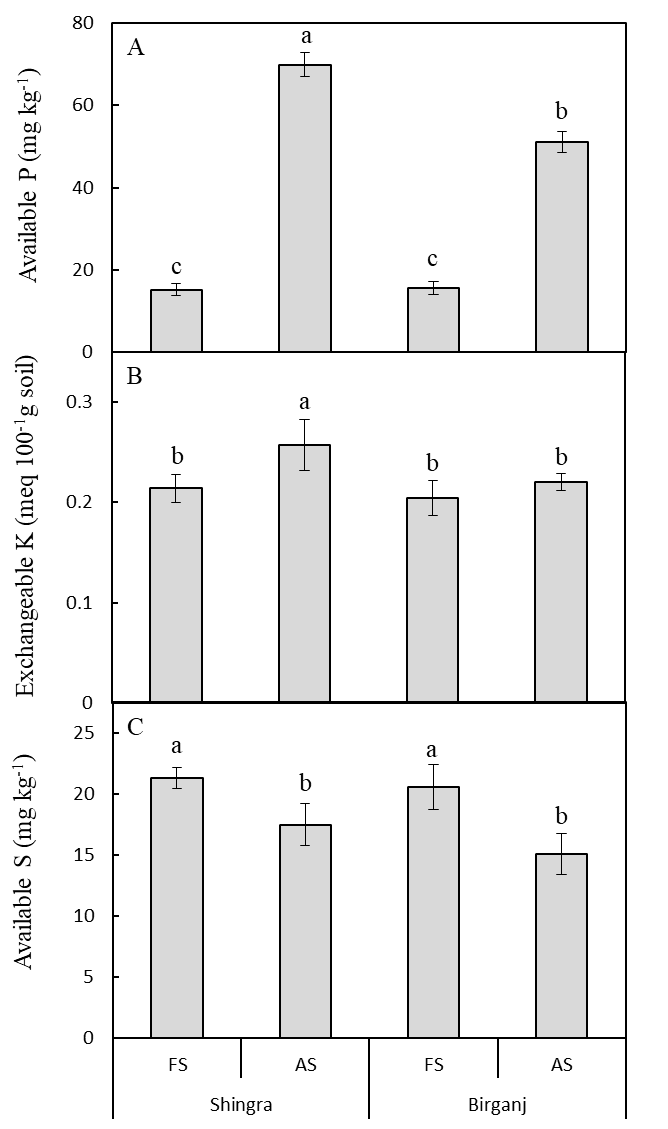 A
Available P (mg kg⁻¹)
80
60
40
20
0
c
a
c
b
B
Exchangeable K (meq 100⁻¹g soil)
0.3
0.2
0.1
0
b
a
b
b
C
Available S (mg kg⁻¹)
25
20
15
10
5
0
a
b
a
b
FS AS FS AS
Shingra Birganj